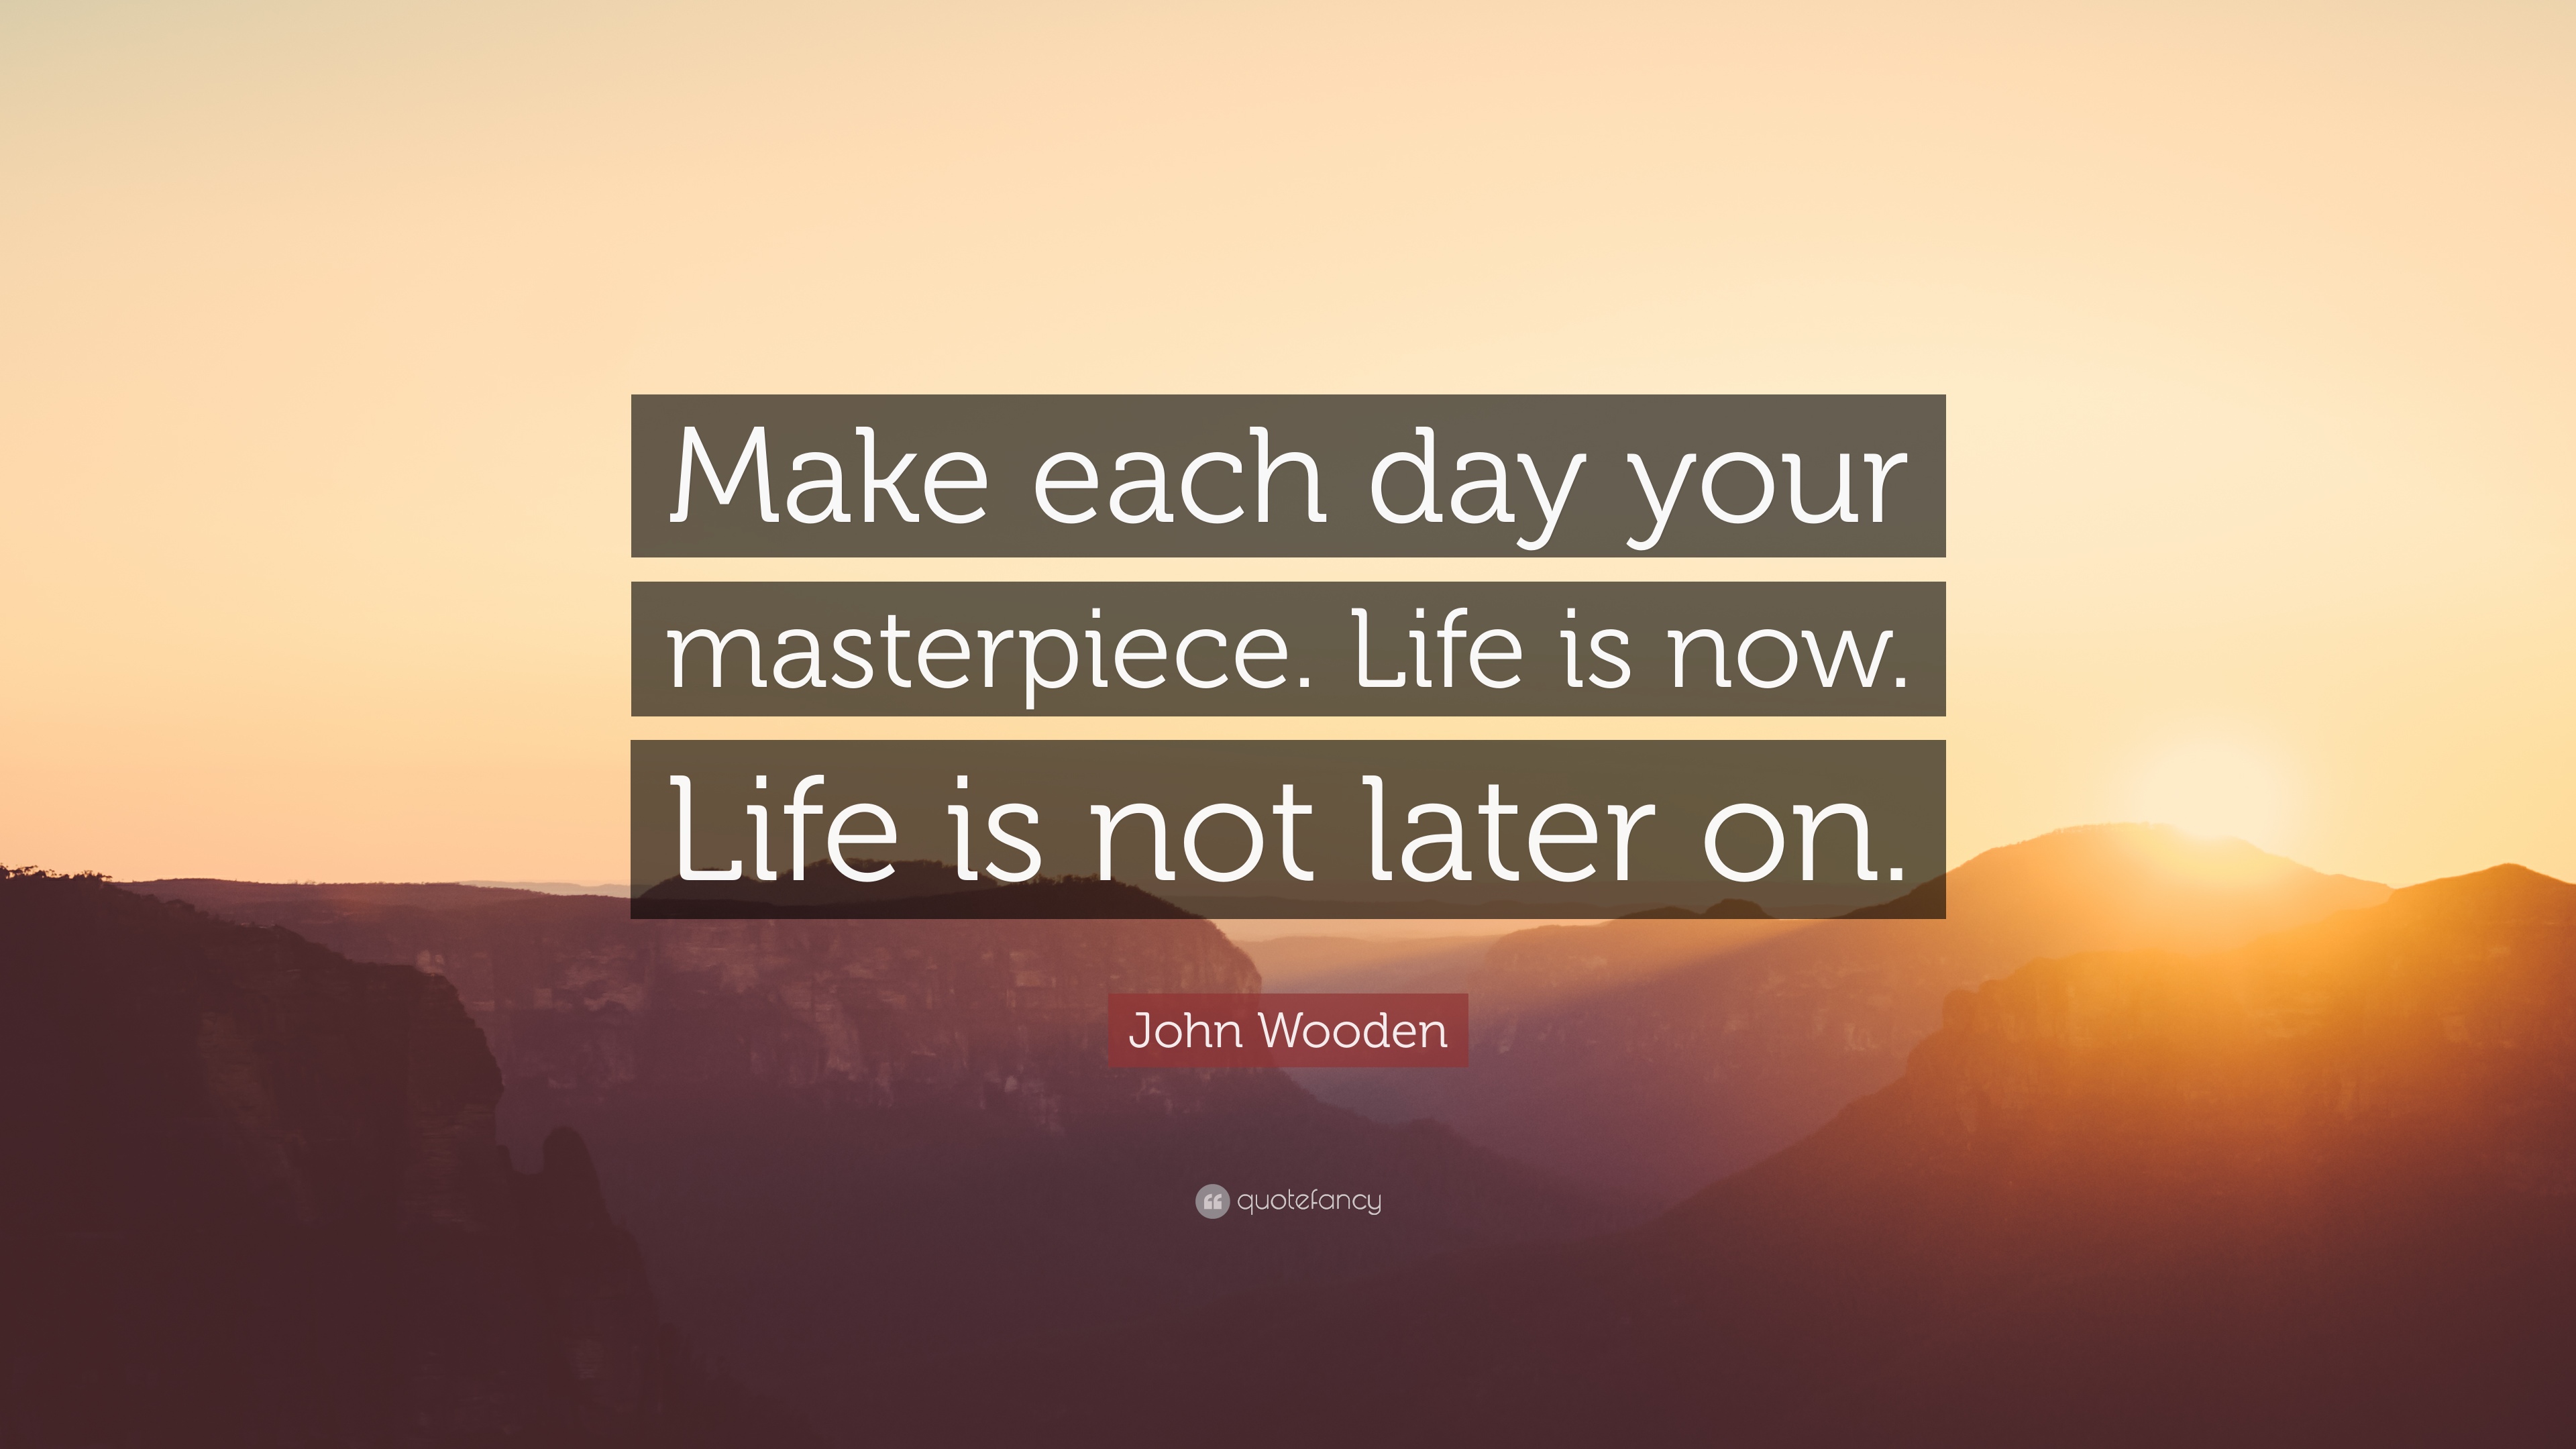 Make each day your
masterpiece. Life is now.
Life is not later on.
John Wooden
quotefancy